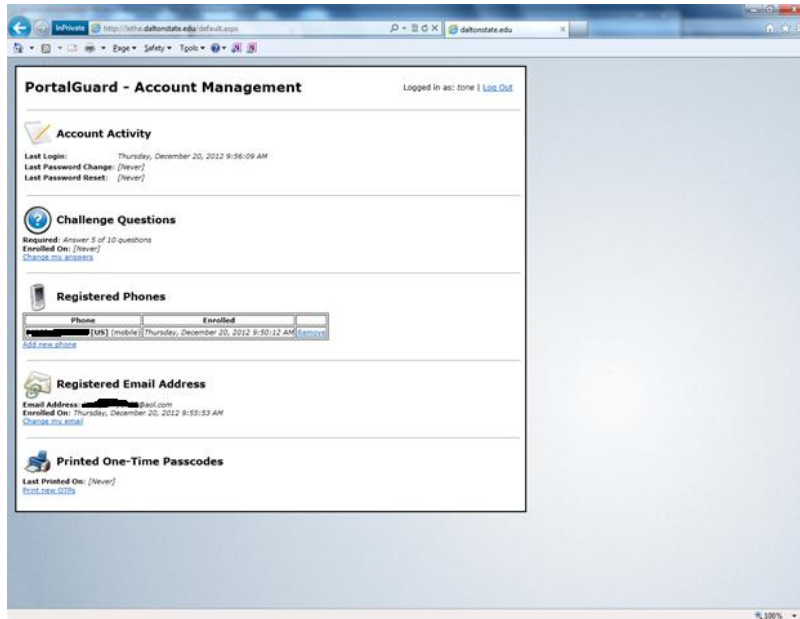 InPrivate http://lethe.daltonstate.edu/default.aspx daltonstate.edu
Page Safety Tools
PortalGuard - Account Management Logged in as: tone | Log Out
Account Activity
Last Login: Thursday, December 20, 2012 9:56:09 AM
Last Password Change: [Never]
Last Password Reset: [Never]
Challenge Questions
Required: Answer 5 of 10 questions
Enrolled On: [Never]
Change my answers
Registered Phones
Phone Enrolled
[US] (mobile) Thursday, December 20, 2012 9:50:12 AM Remove
Add new phone
Registered Email Address
Email Address: @aol.com
Enrolled On: Thursday, December 20, 2012 9:55:53 AM
Change my email
Printed One-Time Passcodes
Last Printed On: [Never]
Print new OTPs
100%